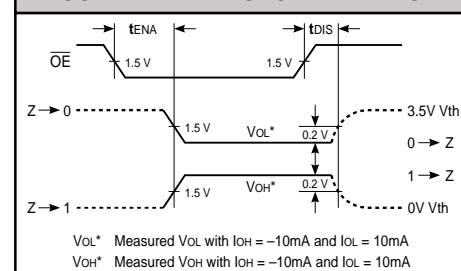 tENA
tDIS
OE
1.5 V
1.5 V
Z 0
1.5 V
VOL*
0.2 V
3.5V Vth
0 Z
1 Z
Z 1
1.5 V
VOH*
0.2 V
0V Vth
VOL* Measured VOL with IOH = –10mA and IOL = 10mA
VOH* Measured VOH with IOH = –10mA and IOL = 10mA